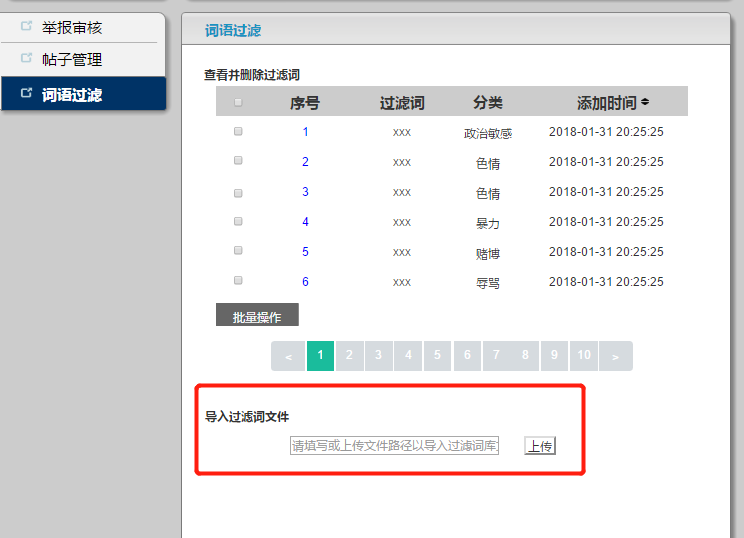 举报审核
帖子管理
词语过滤
词语过滤
查看并删除过滤词
序号 过滤词 分类 添加时间
1 xxx 政治敏感 2018-01-31 20:25:25
2 xxx 色情 2018-01-31 20:25:25
3 xxx 色情 2018-01-31 20:25:25
4 xxx 暴力 2018-01-31 20:25:25
5 xxx 赌博 2018-01-31 20:25:25
6 xxx 辱骂 2018-01-31 20:25:25
批量操作
< 1 2 3 4 5 6 7 8 9 10 >
导入过滤词文件
请填写或上传文件路径以导入过滤词库 上传